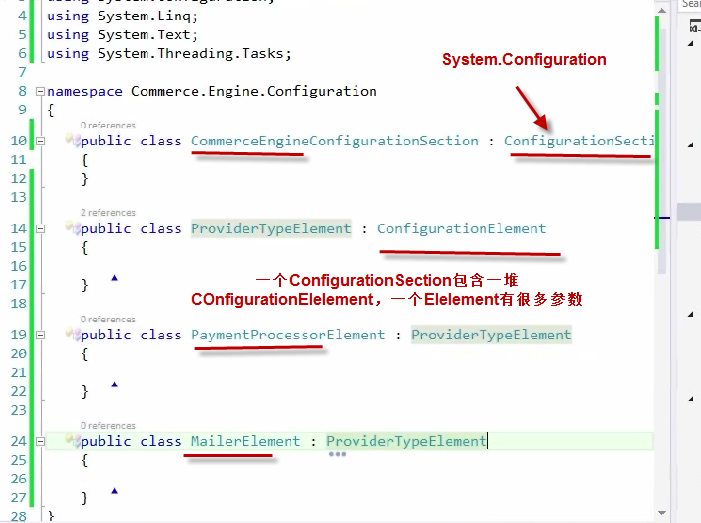 4 using System.Linq;
5 using System.Text;
6 using System.Threading.Tasks;
System.Configuration
7
8 namespace Commerce.Engine.Configuration
9 {
0 references
10 public class CommerceEngineConfigurationSection : ConfigurationSecti
11 {
12 }
13
2 references
14 public class ProviderTypeElement : ConfigurationElement
15 {
16
17 }
一个ConfigurationSection包含一堆
18
COnfigurationElelement，一个Elelement有很多参数
0 references
19 public class PaymentProcessorElement : ProviderTypeElement
20 {
21
22 }
23
0 references
24 public class MailerElement : ProviderTypeElement
25 {
26
27 }
28 }